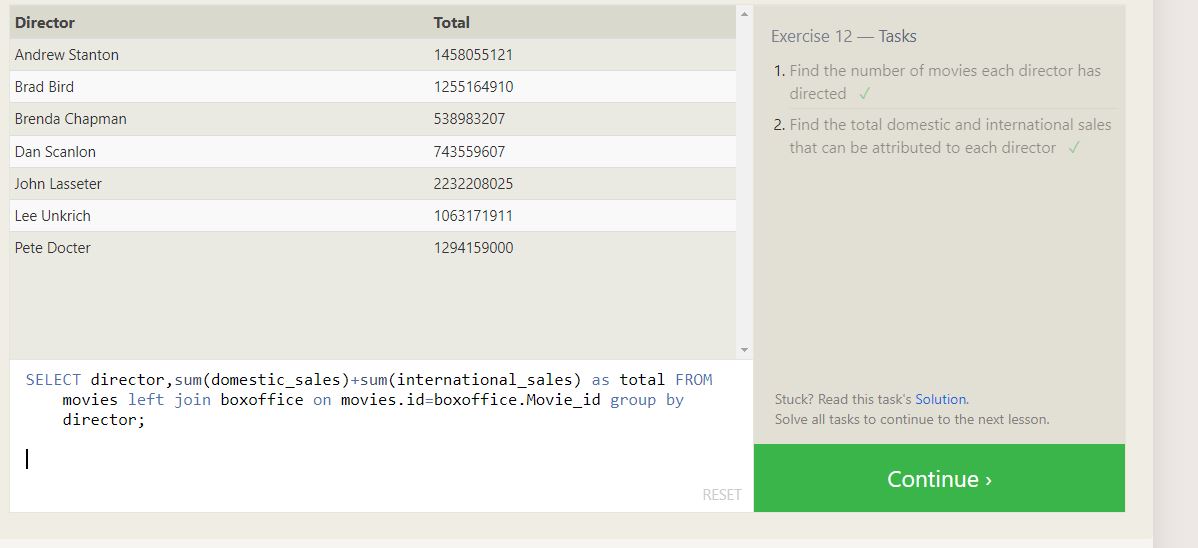 Director Total
Andrew Stanton 1458055121
Brad Bird 1255164910
Brenda Chapman 538983207
Dan Scanlon 743559607
John Lasseter 2232208025
Lee Unkrich 1063171911
Pete Docter 1294159000
SELECT director,sum(domestic_sales)+sum(international_sales) as total FROM
movies left join boxoffice on movies.id=boxoffice.Movie_id group by
director;
RESET
Exercise 12 — Tasks
1. Find the number of movies each director has
directed ✓
2. Find the total domestic and international sales
that can be attributed to each director ✓
Stuck? Read this task's Solution.
Solve all tasks to continue to the next lesson.
Continue ›